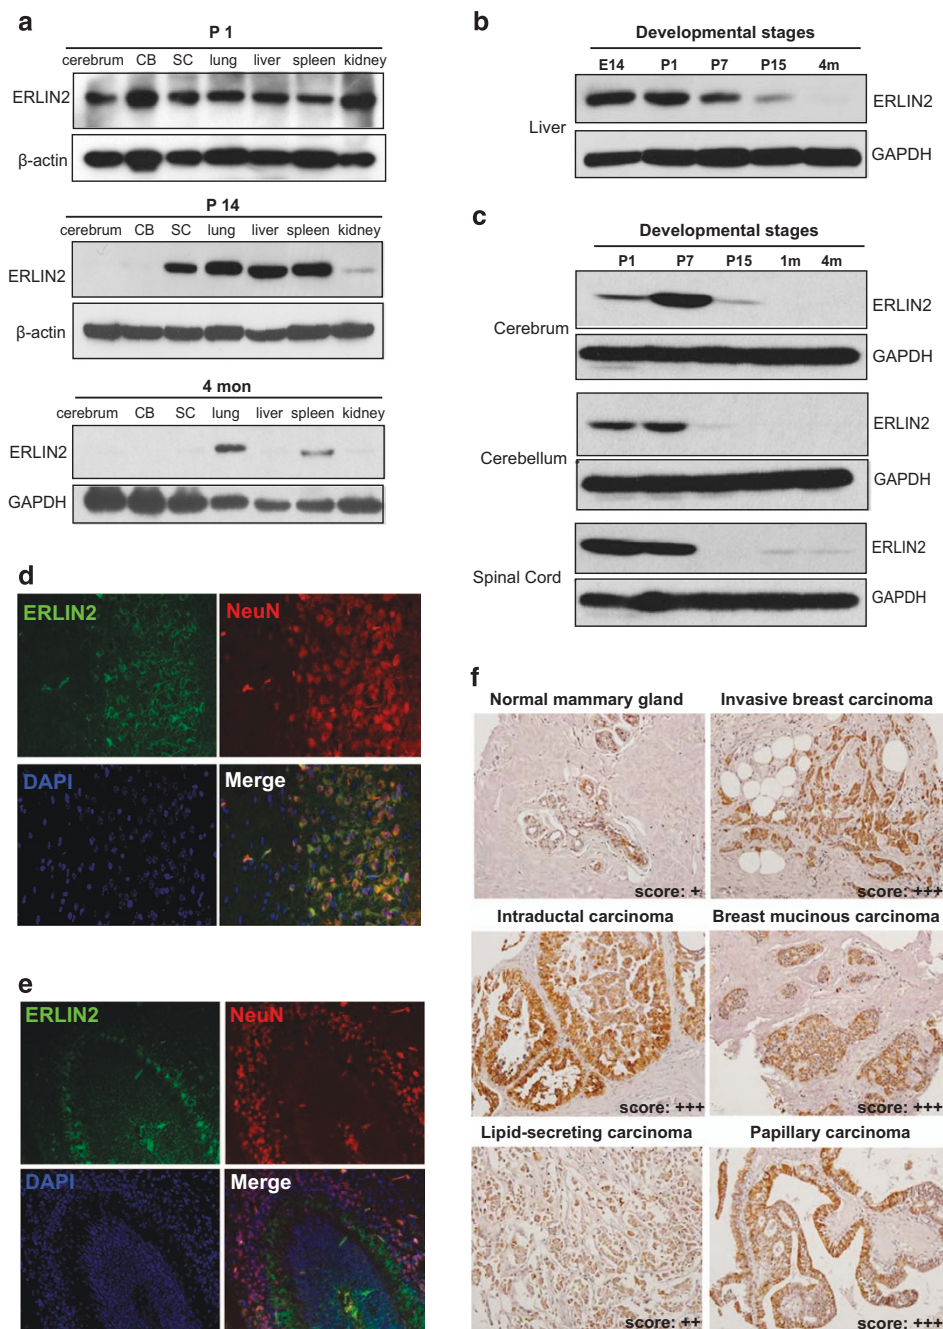 a
P 1
cerebrum CB SC lung liver spleen kidney
ERLIN2
β-actin
P 14
cerebrum CB SC lung liver spleen kidney
ERLIN2
β-actin
4 mon
cerebrum CB SC lung liver spleen kidney
ERLIN2
GAPDH
b
Developmental stages
E14 P1 P7 P15 4m
Liver
ERLIN2
GAPDH
c
Developmental stages
P1 P7 P15 1m 4m
ERLIN2
Cerebrum
GAPDH
ERLIN2
Cerebellum
GAPDH
ERLIN2
Spinal Cord
GAPDH
d
ERLIN2 NeuN
DAPI Merge
e
ERLIN2 NeuN
DAPI Merge
f
Normal mammary gland Invasive breast carcinoma
score: + score: +++
Intraductal carcinoma Breast mucinous carcinoma
score: +++ score: +++
Lipid-secreting carcinoma Papillary carcinoma
score: ++ score: +++